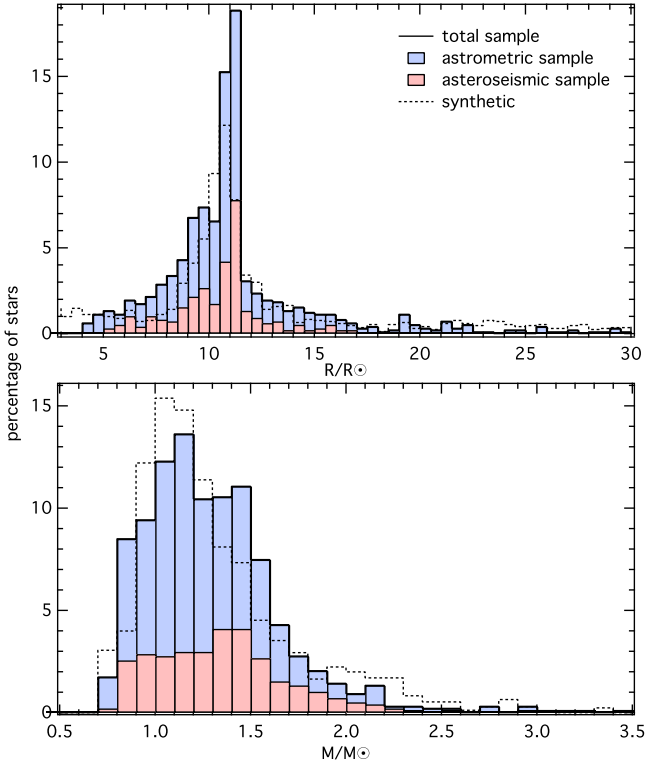 total sample
astrometric sample
asteroseismic sample
synthetic
15
10
5
0
5 10 15 20 25 30
R/R☉
percentage of stars
15
10
5
0
0.5 1.0 1.5 2.0 2.5 3.0 3.5
M/M☉